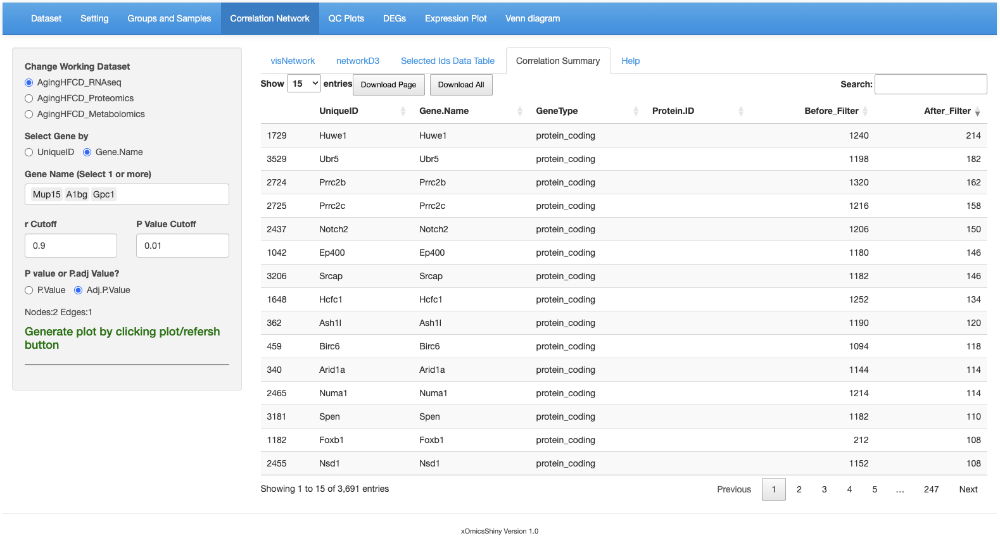 Dataset Setting Groups and Samples Correlation Network QC Plots DEGs Expression Plot Venn diagram
Change Working Dataset
AgingHFCD_RNAseq
AgingHFCD_Proteomics
AgingHFCD_Metabolomics
Select Gene by
UniqueID Gene.Name
Gene Name (Select 1 or more)
Mup15 A1bg Gpc1
r Cutoff P Value Cutoff
0.9 0.01
P value or P.adj Value?
P.Value Adj.P.Value
Nodes:2 Edges:1
Generate plot by clicking plot/refersh
button
visNetwork networkD3 Selected Ids Data Table Correlation Summary Help
Show 15 entries Download Page Download All Search:
UniqueID Gene.Name GeneType Protein.ID Before_Filter After_Filter
1729 Huwe1 Huwe1 protein_coding 1240 214
3529 Ubr5 Ubr5 protein_coding 1198 182
2724 Prrc2b Prrc2b protein_coding 1320 162
2725 Prrc2c Prrc2c protein_coding 1216 158
2437 Notch2 Notch2 protein_coding 1206 150
1042 Ep400 Ep400 protein_coding 1180 146
3206 Srcap Srcap protein_coding 1182 146
1648 Hcfc1 Hcfc1 protein_coding 1252 134
362 Ash1l Ash1l protein_coding 1190 120
459 Birc6 Birc6 protein_coding 1094 118
340 Arid1a Arid1a protein_coding 1144 114
2465 Numa1 Numa1 protein_coding 1214 114
3181 Spen Spen protein_coding 1182 110
1182 Foxb1 Foxb1 protein_coding 212 108
2455 Nsd1 Nsd1 protein_coding 1152 108
Showing 1 to 15 of 3,691 entries Previous 1 2 3 4 5 … 247 Next
xOmicsShiny Version 1.0